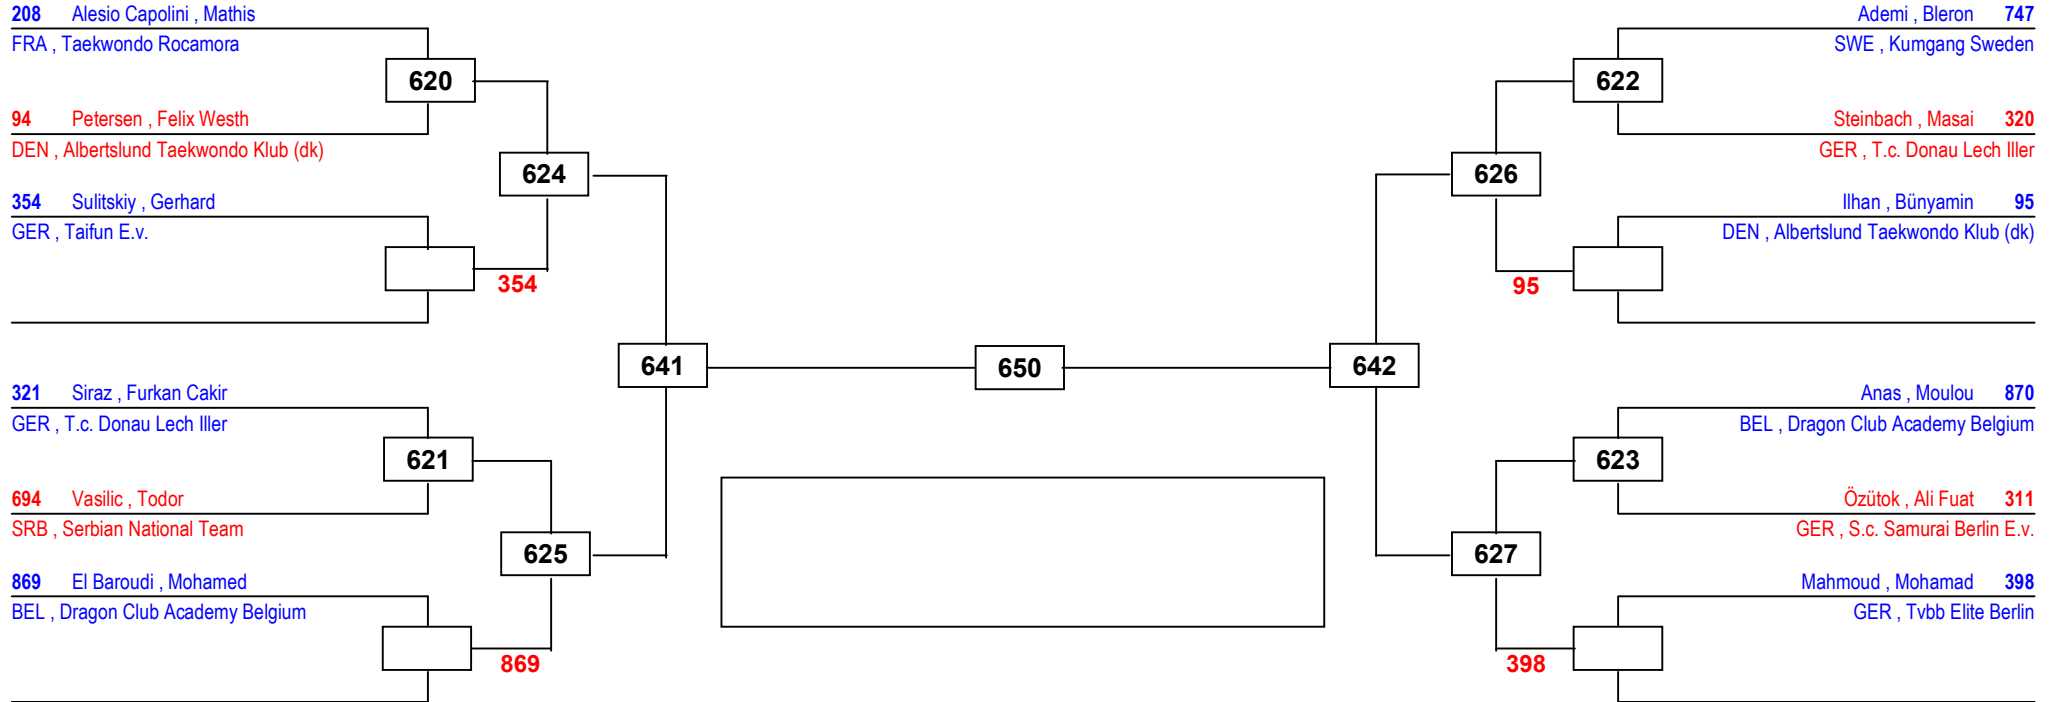 208 Alesio Capolini , Mathis
FRA , Taekwondo Rocamora
620
94 Petersen , Felix Westh
DEN , Albertslund Taekwondo Klub (dk)
624
354 Sulitskiy , Gerhard
GER , Taifun E.v.
354
641
321 Siraz , Furkan Cakir
GER , T.c. Donau Lech Iller
621
694 Vasilic , Todor
SRB , Serbian National Team
625
869 El Baroudi , Mohamed
BEL , Dragon Club Academy Belgium
869
650
Ademi , Bleron 747
SWE , Kumgang Sweden
622
Steinbach , Masai 320
GER , T.c. Donau Lech Iller
626
Ilhan , Bünyamin 95
DEN , Albertslund Taekwondo Klub (dk)
95
642
Anas , Moulou 870
BEL , Dragon Club Academy Belgium
623
Özütok , Ali Fuat 311
GER , S.c. Samurai Berlin E.v.
627
Mahmoud , Mohamad 398
GER , Tvbb Elite Berlin
398